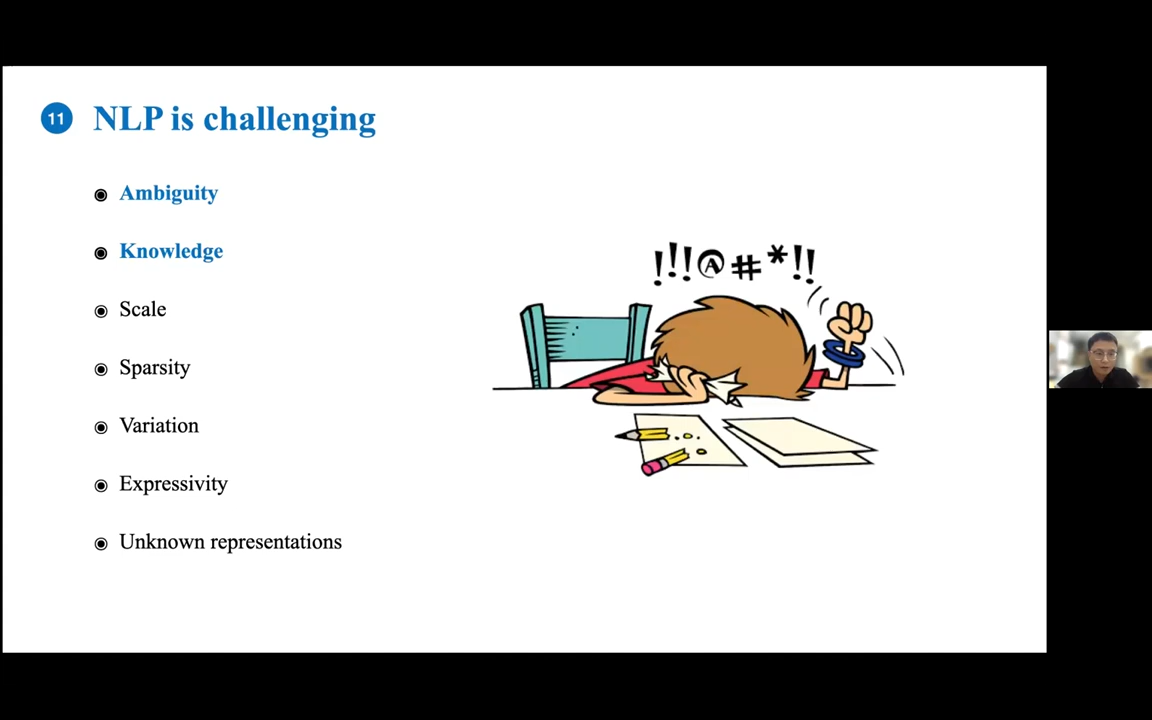 11 NLP is challenging
Ambiguity
Knowledge
Scale
Sparsity
Variation
Expressivity
Unknown representations
!!!@#*!!